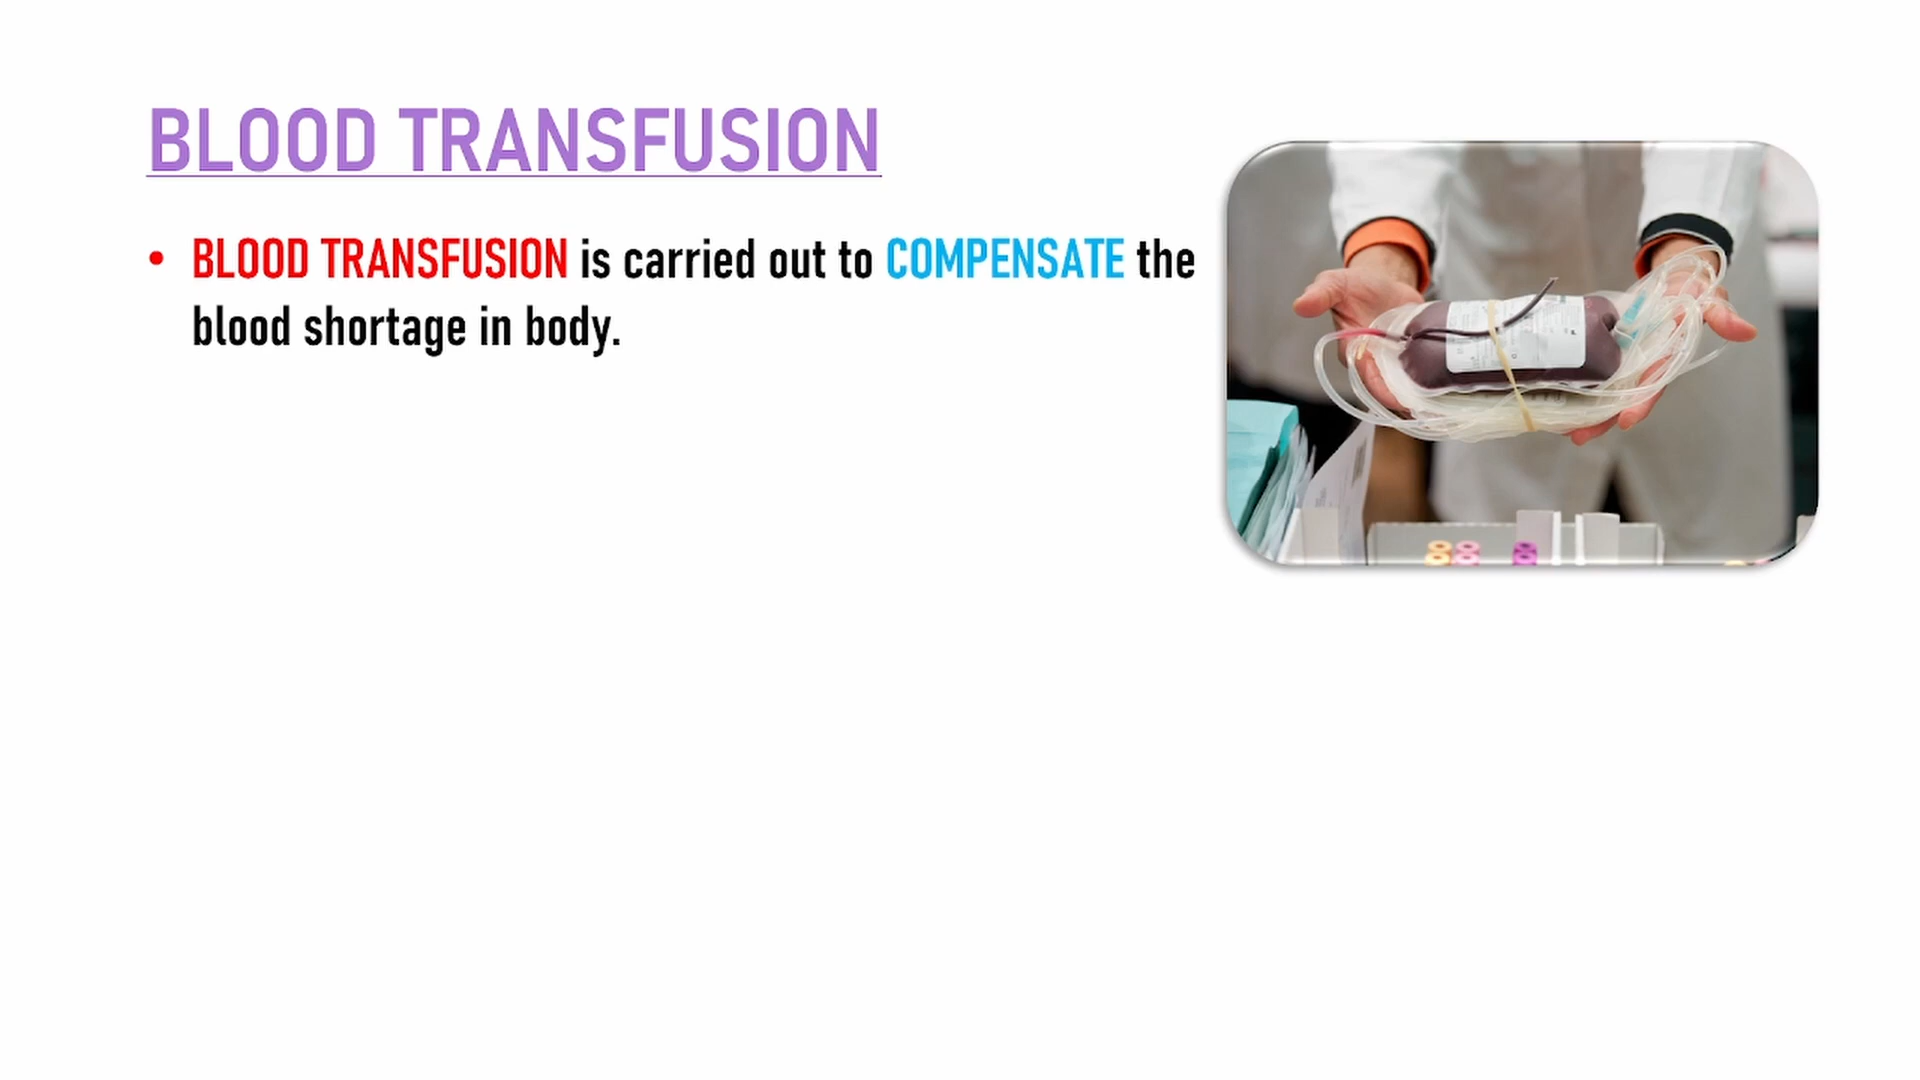 BLOOD TRANSFUSION
• BLOOD TRANSFUSION is carried out to COMPENSATE the
blood shortage in body.